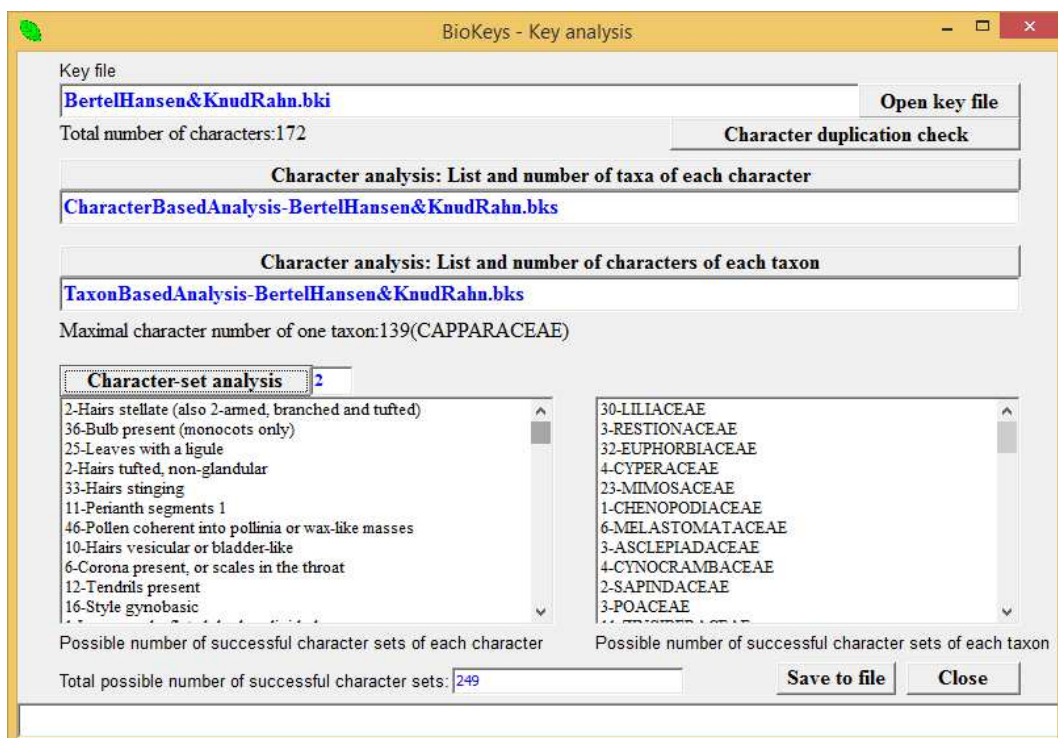 BioKeys - Key analysis
Key file
BertelHansen&KnudRahn.bki
Open key file
Total number of characters:172
Character duplication check
Character analysis: List and number of taxa of each character
CharacterBasedAnalysis-BertelHansen&KnudRahn.bks
Character analysis: List and number of characters of each taxon
TaxonBasedAnalysis-BertelHansen&KnudRahn.bks
Maximal character number of one taxon:139(CAPPARACEAE)
Character-set analysis
2
2-Hairs stellate (also 2-armed, branched and tufted)
36-Bulb present (monocots only)
25-Leaves with a ligule
2-Hairs tufted, non-glandular
33-Hairs stinging
11-Perianth segments 1
46-Pollen coherent into pollinia or wax-like masses
10-Hairs vesicular or bladder-like
6-Corona present, or scales in the throat
12-Tendrils present
16-Style gynobasic
30-LILIACEAE
3-RESTIONACEAE
32-EUPHORBIACEAE
4-CYPERACEAE
23-MIMOSACEAE
1-CHENOPODIACEAE
6-MELASTOMATACEAE
3-ASCLEPIADACEAE
4-CYNOCRAMBACEAE
2-SAPINDACEAE
3-POACEAE
Possible number of successful character sets of each character
Possible number of successful character sets of each taxon
Total possible number of successful character sets:
249
Save to file
Close